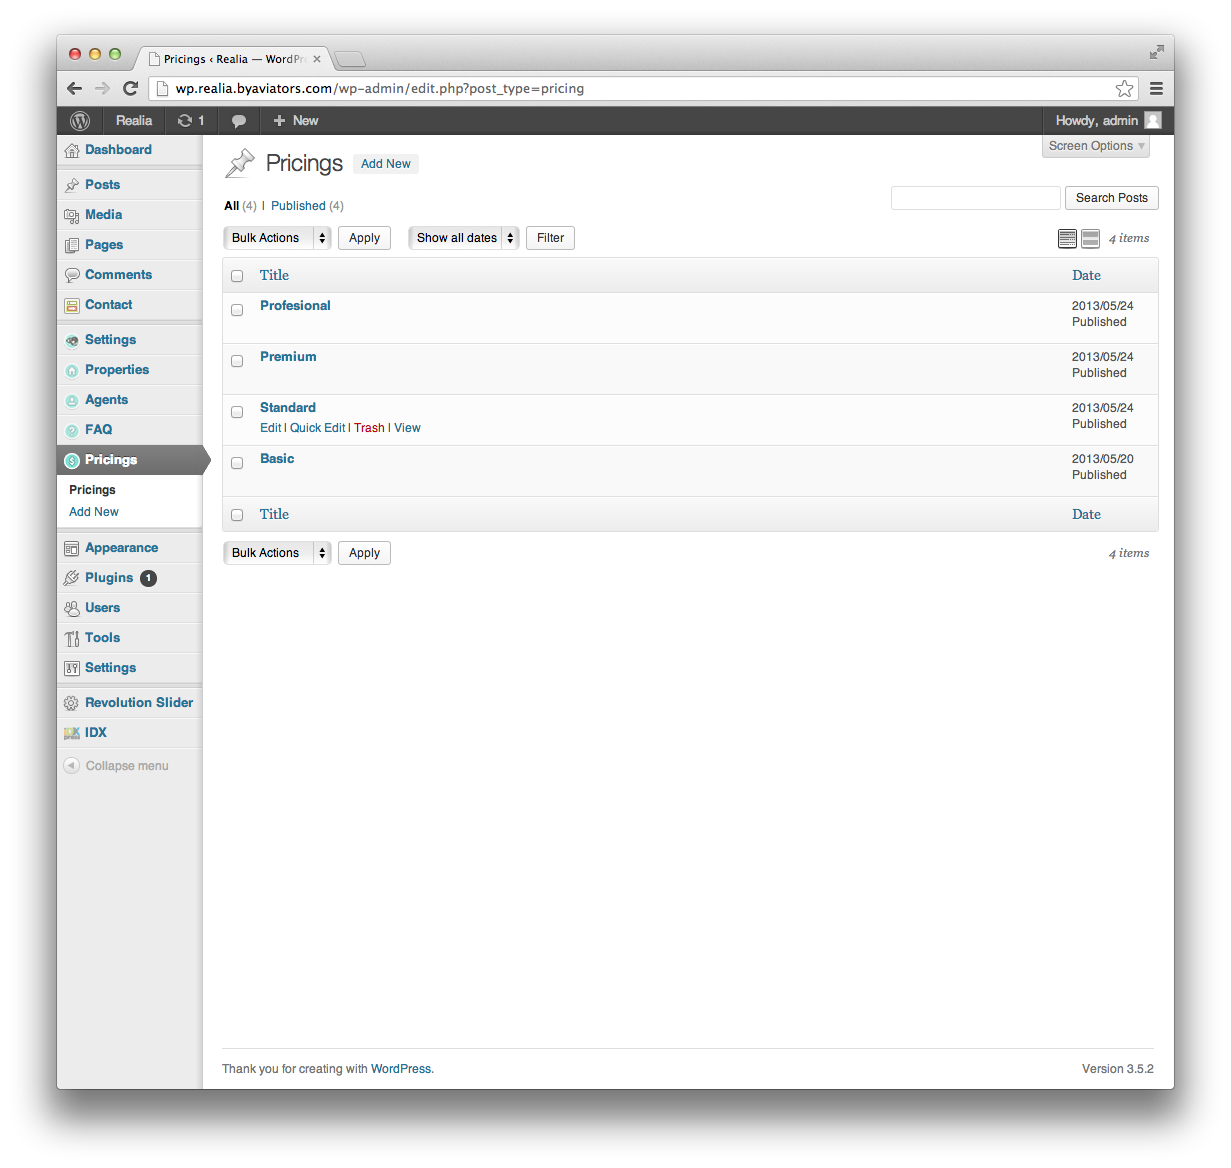 Pricings ‹ Realia — WordPr
wp.realia.byaviators.com/wp-admin/edit.php?post_type=pricing
Realia 1 New Howdy, admin
Screen Options
Dashboard
Posts
Media
Pages
Comments
Contact
Settings
Properties
Agents
FAQ
Pricings
Pricings
Add New
Appearance
Plugins 1
Users
Tools
Settings
Revolution Slider
IDX
Collapse menu
Pricings Add New
All (4) | Published (4)
Search Posts
Bulk Actions Apply Show all dates Filter 4 items
Title Date
Profesional 2013/05/24
Published
Premium 2013/05/24
Published
Standard 2013/05/24
Edit | Quick Edit | Trash | View Published
Basic 2013/05/20
Published
Title Date
Bulk Actions Apply 4 items
Thank you for creating with WordPress. Version 3.5.2